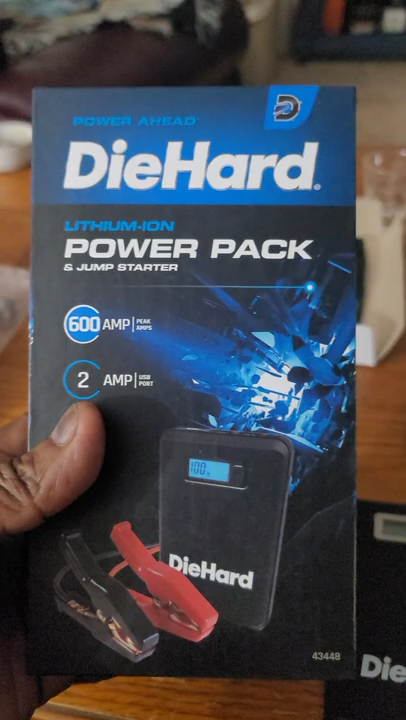 POWER AHEAD
DieHard®
LITHIUM-ION
POWER PACK
& JUMP STARTER
600 AMP PEAK AMPS
2 AMP USB PORT
100%
DieHard
43448
Die